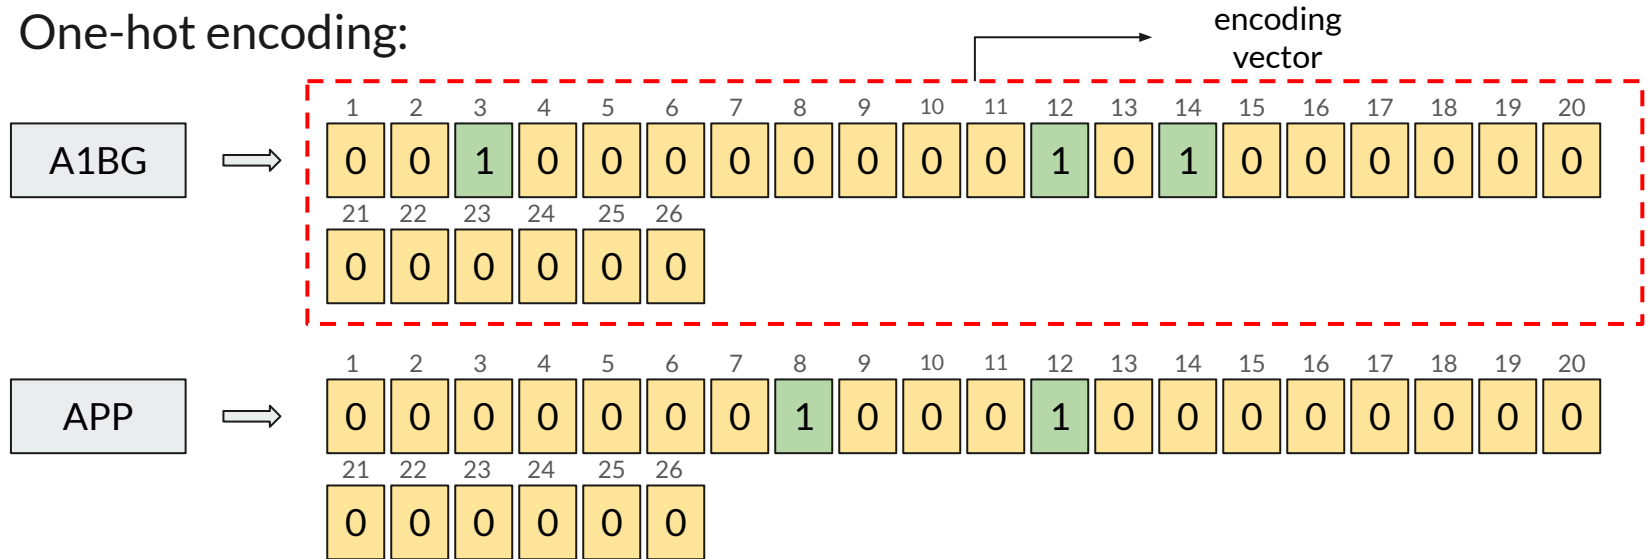 One-hot encoding:
encoding
vector
1 2 3 4 5 6 7 8 9 10 11 12 13 14 15 16 17 18 19 20
A1BG
0 0 1 0 0 0 0 0 0 0 0 1 0 1 0 0 0 0 0 0
21 22 23 24 25 26
0 0 0 0 0 0
1 2 3 4 5 6 7 8 9 10 11 12 13 14 15 16 17 18 19 20
APP
0 0 0 0 0 0 0 1 0 0 0 1 0 0 0 0 0 0 0 0
21 22 23 24 25 26
0 0 0 0 0 0